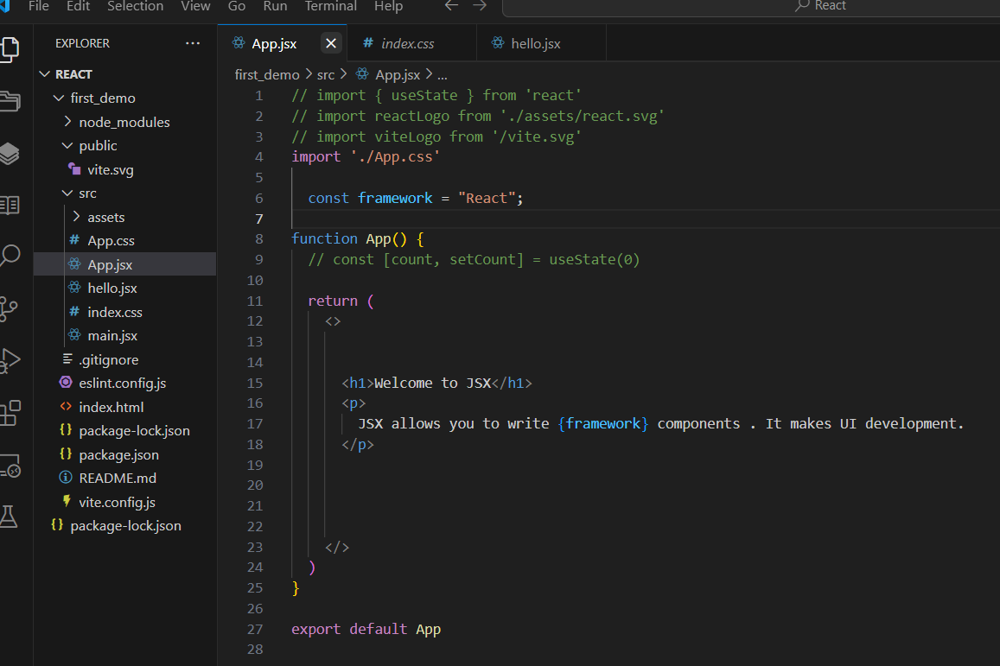 File Edit Selection View Go Run Terminal Help React
EXPLORER ...
App.jsx
# index.css
hello.jsx
REACT
first_demo
node_modules
public
vite.svg
src
assets
# App.css
App.jsx
hello.jsx
# index.css
main.jsx
.gitignore
eslint.config.js
<> index.html
{} package-lock.json
{} package.json
README.md
vite.config.js
{} package-lock.json
first_demo > src > App.jsx > ...
1 // import { useState } from 'react'
2 // import reactLogo from './assets/react.svg'
3 // import viteLogo from '/vite.svg'
4 import './App.css'
5
6 const framework = "React";
7
8 function App() {
9 // const [count, setCount] = useState(0)
10
11 return (
12 <>
13
14
15 <h1>Welcome to JSX</h1>
16 <p>
17 JSX allows you to write {framework} components . It makes UI development.
18 </p>
19
20
21
22
23 </>
24 )
25 }
26
27 export default App
28